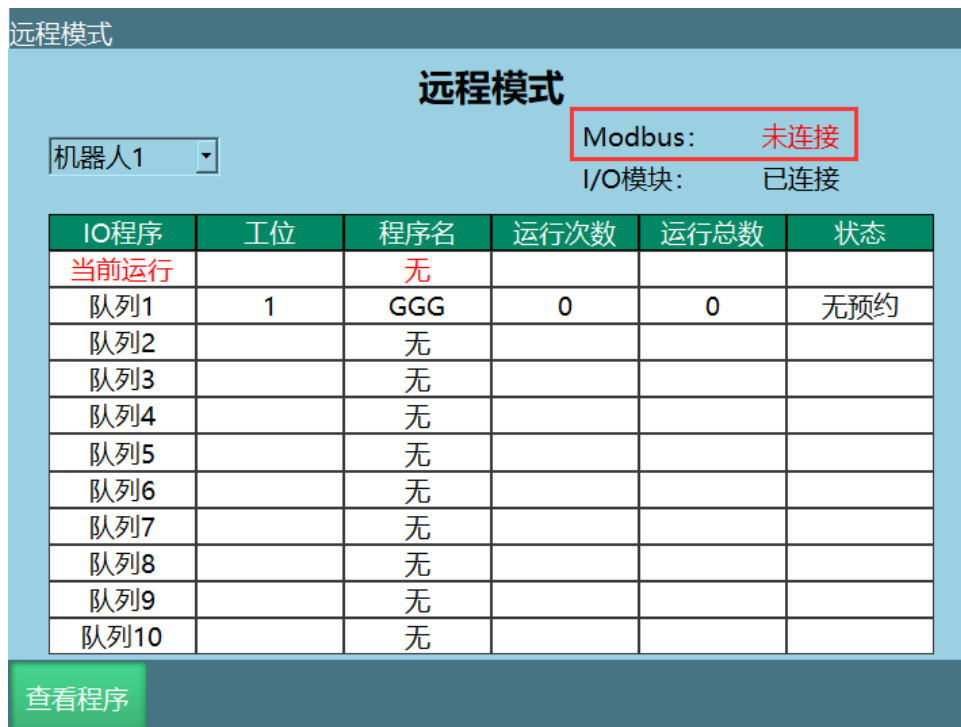 远程模式
远程模式
Modbus: 未连接
机器人1
I/O模块: 已连接
IO程序 工位 程序名 运行次数 运行总数 状态
当前运行 无
队列1 1 GGG 0 0 无预约
队列2 无
队列3 无
队列4 无
队列5 无
队列6 无
队列7 无
队列8 无
队列9 无
队列10 无
查看程序